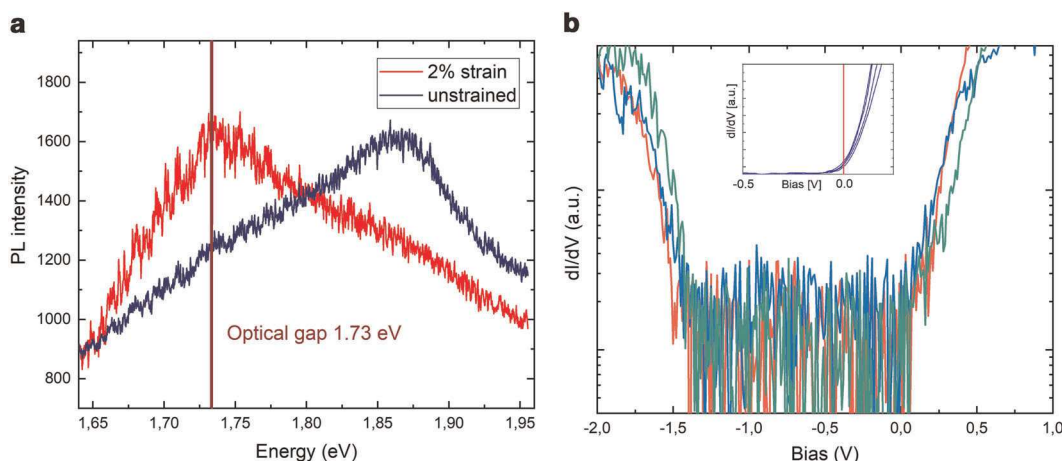 a
1800
1600
1400
1200
1000
800
PL intensity
2% strain
unstrained
Optical gap 1.73 eV
1,65
1,70
1,75
1,80
1,85
1,90
1,95
Energy (eV)
b
dI/dV (a.u.)
dI/dV [a.u.]
-0.5
Bias [V]
0.0
-2,0
-1,5
-1,0
-0,5
0,0
0,5
1,0
Bias (V)